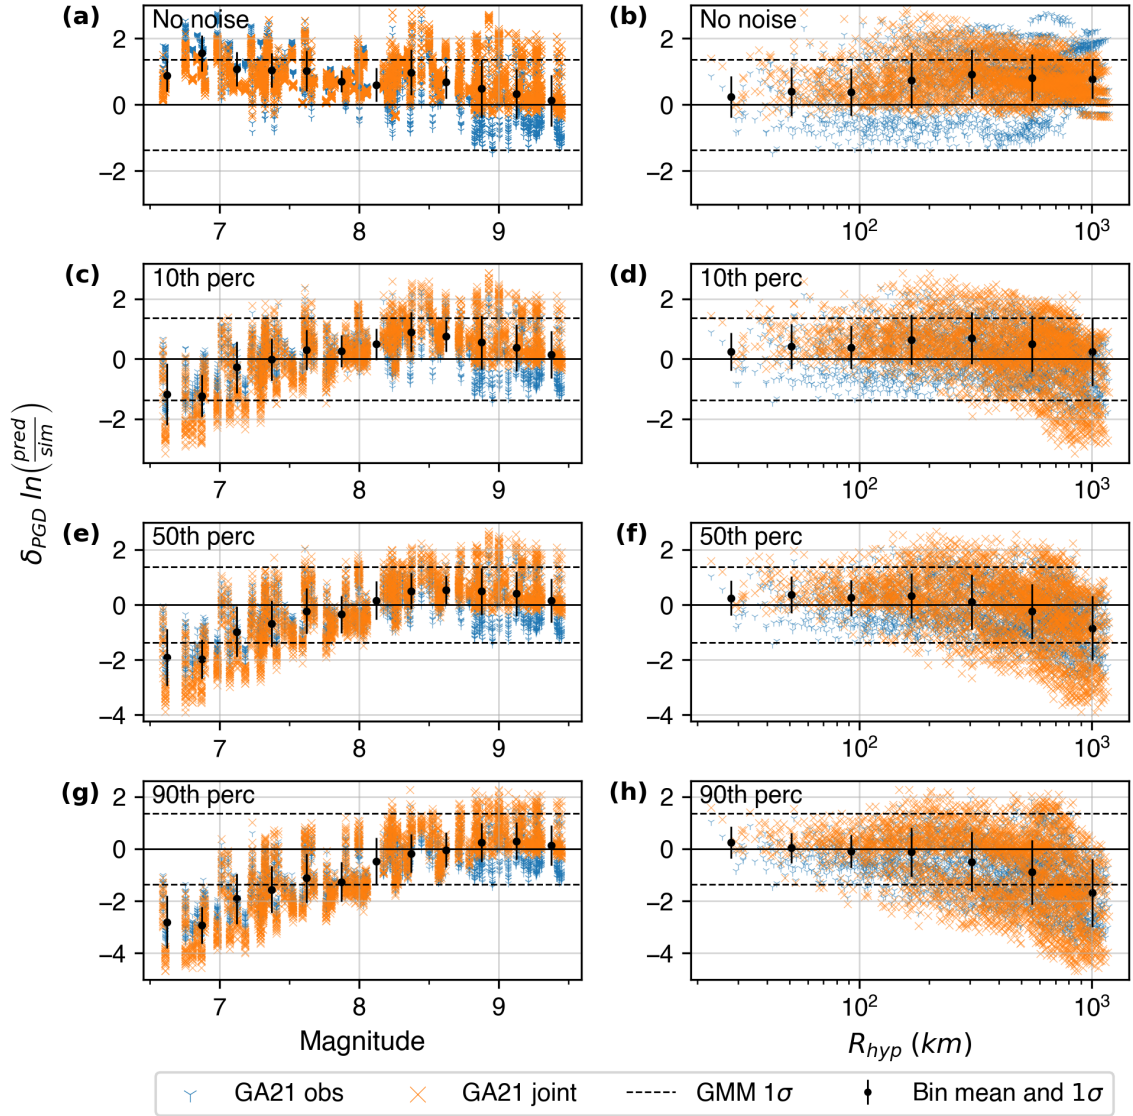 (a) No noise
2
0
−2
7 8 9
(b) No noise
2
0
−2
10² 10³
(c) 10th perc
2
0
−2
7 8 9
(d) 10th perc
2
0
−2
10² 10³
δPGD ln(pred/sim)
(e) 50th perc
2
0
−2
−4
7 8 9
(f) 50th perc
2
0
−2
−4
10² 10³
(g) 90th perc
2
0
−2
−4
7 8 9
Magnitude
(h) 90th perc
2
0
−2
−4
10² 10³
Rhyp (km)
GA21 obs GA21 joint GMM 1σ Bin mean and 1σ